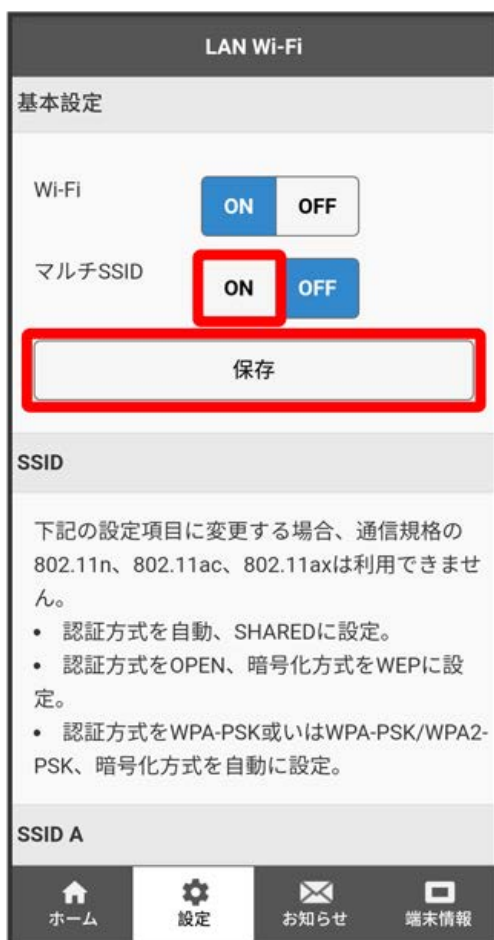 LAN Wi-Fi
基本設定
Wi-Fi
ON OFF
マルチSSID
ON OFF
保存
SSID
下記の設定項目に変更する場合、通信規格の
802.11n、802.11ac、802.11axは利用できませ
ん。
• 認証方式を自動、SHAREDに設定。
• 認証方式をOPEN、暗号化方式をWEPに設
定。
• 認証方式をWPA-PSK或いはWPA-PSK/WPA2-
PSK、暗号化方式を自動に設定。
SSID A
ホーム 設定 お知らせ 端末情報